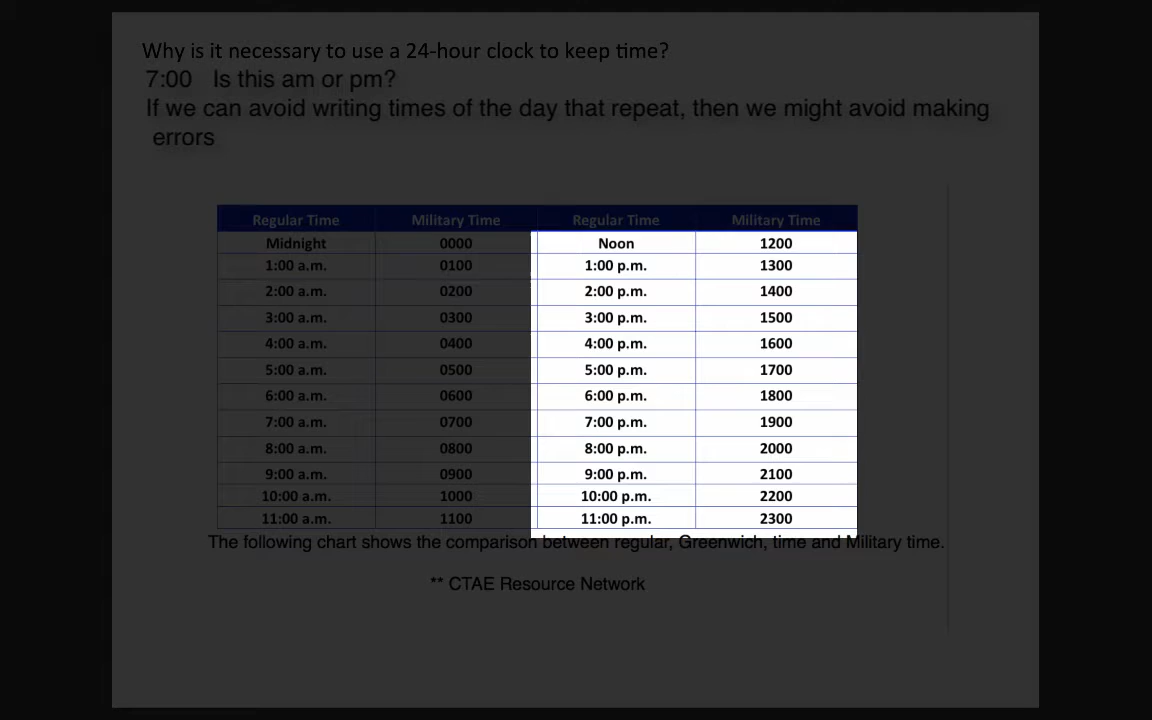 Why is it necessary to use a 24-hour clock to keep time?
7:00 Is this am or pm?
If we can avoid writing times of the day that repeat, then we might avoid making
errors
Regular Time Military Time Regular Time Military Time
Midnight 0000 Noon 1200
1:00 a.m. 0100 1:00 p.m. 1300
2:00 a.m. 0200 2:00 p.m. 1400
3:00 a.m. 0300 3:00 p.m. 1500
4:00 a.m. 0400 4:00 p.m. 1600
5:00 a.m. 0500 5:00 p.m. 1700
6:00 a.m. 0600 6:00 p.m. 1800
7:00 a.m. 0700 7:00 p.m. 1900
8:00 a.m. 0800 8:00 p.m. 2000
9:00 a.m. 0900 9:00 p.m. 2100
10:00 a.m. 1000 10:00 p.m. 2200
11:00 a.m. 1100 11:00 p.m. 2300
The following chart shows the comparison between regular, Greenwich, time and Military time.
** CTAE Resource Network